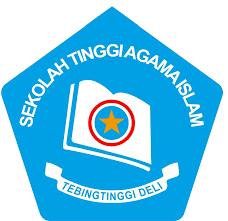 SEKOLAH TINGGI AGAMA ISLAM
TEBINGTINGGI DELI